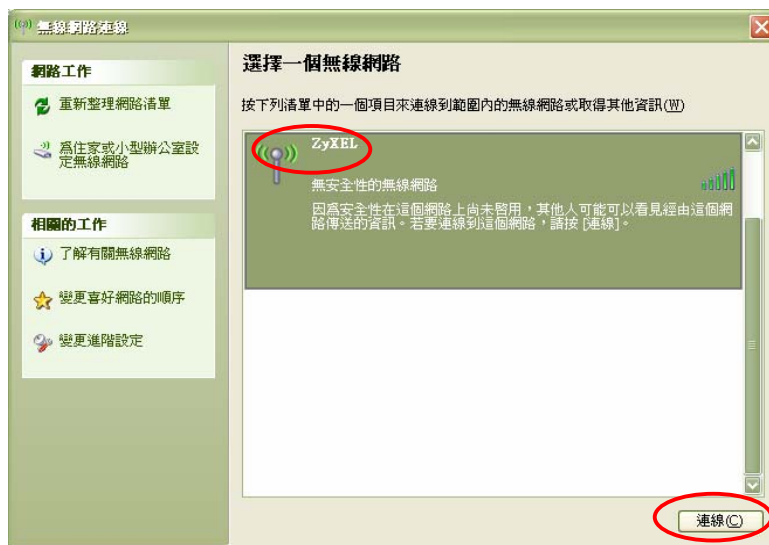 無線網路連線
網路工作
重新整理網路清單
為住家或小型辦公室設
定無線網路
相關的工作
了解有關無線網路
變更喜好網路的順序
變更進階設定
選擇一個無線網路
按下列清單中的一個項目來連線到範圍內的無線網路或取得其他資訊(W)
ZyXEL
無安全性的無線網路
因為安全性在這個網路上尚未啟用，其他人可能可以看見經由這個網
路傳送的資訊。若要連線到這個網路，請按 [連線]。
連線(C)